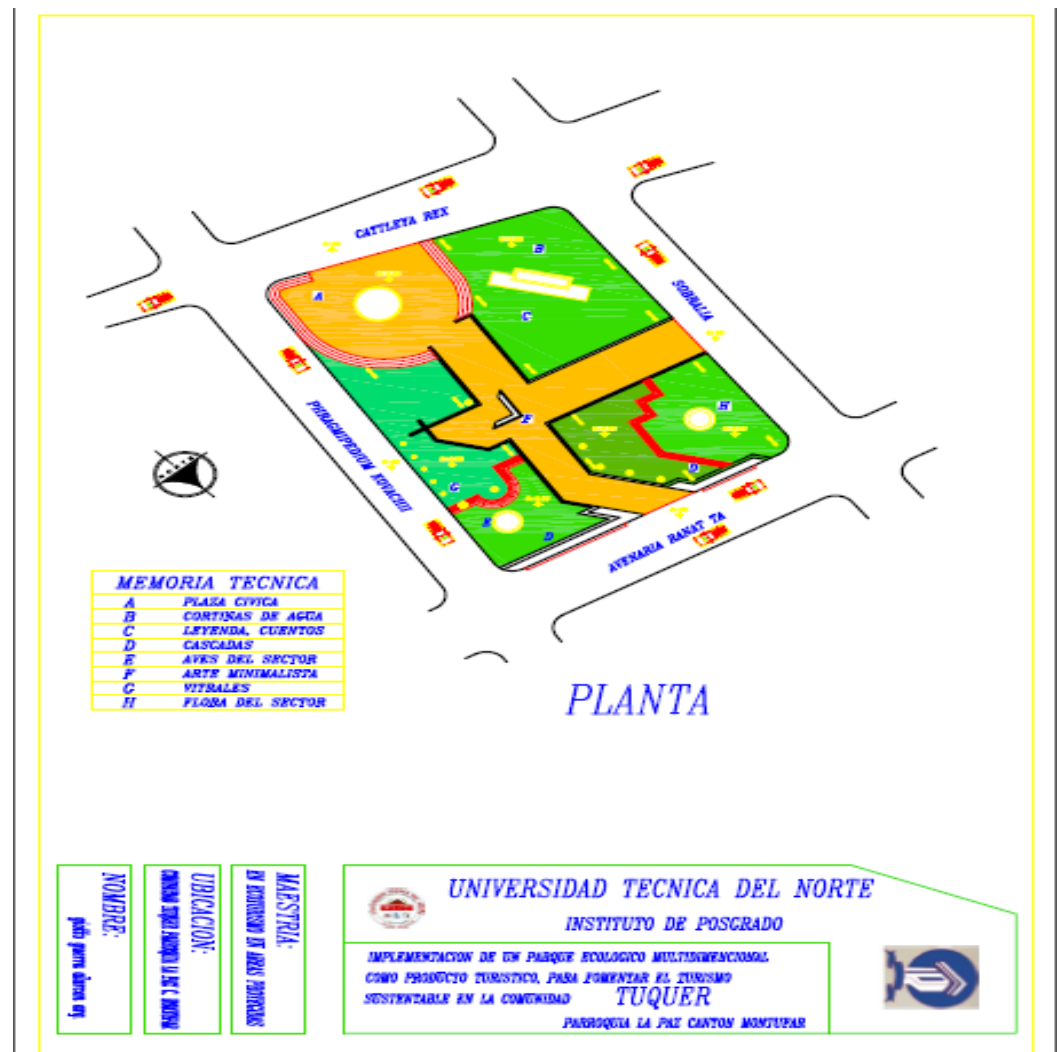 CATTLEYA REX
B
A
SOBRALIA
C
PHRAGMIPEDIUM KOVACHII
E
H
D
G
E
D
AVENARIA RANAT TA
MEMORIA TECNICA
A PLAZA CIVICA
B CORTINAS DE AGUA
C LEYENDA, CUENTOS
D CASCADAS
E AVES DEL SECTOR
F ARTE MINIMALISTA
G VITRALES
H FLORA DEL SECTOR
PLANTA
NOMBRE:
UBICACION:
MAESTRIA:
EN ECOTURISMO EN AREAS PROTEGIDAS
UNIVERSIDAD TECNICA DEL NORTE
INSTITUTO DE POSGRADO
IMPLEMENTACION DE UN PARQUE ECOLOGICO MULTIDIMENCIONAL
COMO PRODUCTO TURISTICO, PARA FOMENTAR EL TURISMO
SUSTENTABLE EN LA COMUNIDAD TUQUER
PARROQUIA LA PAZ CANTON MONTUFAR